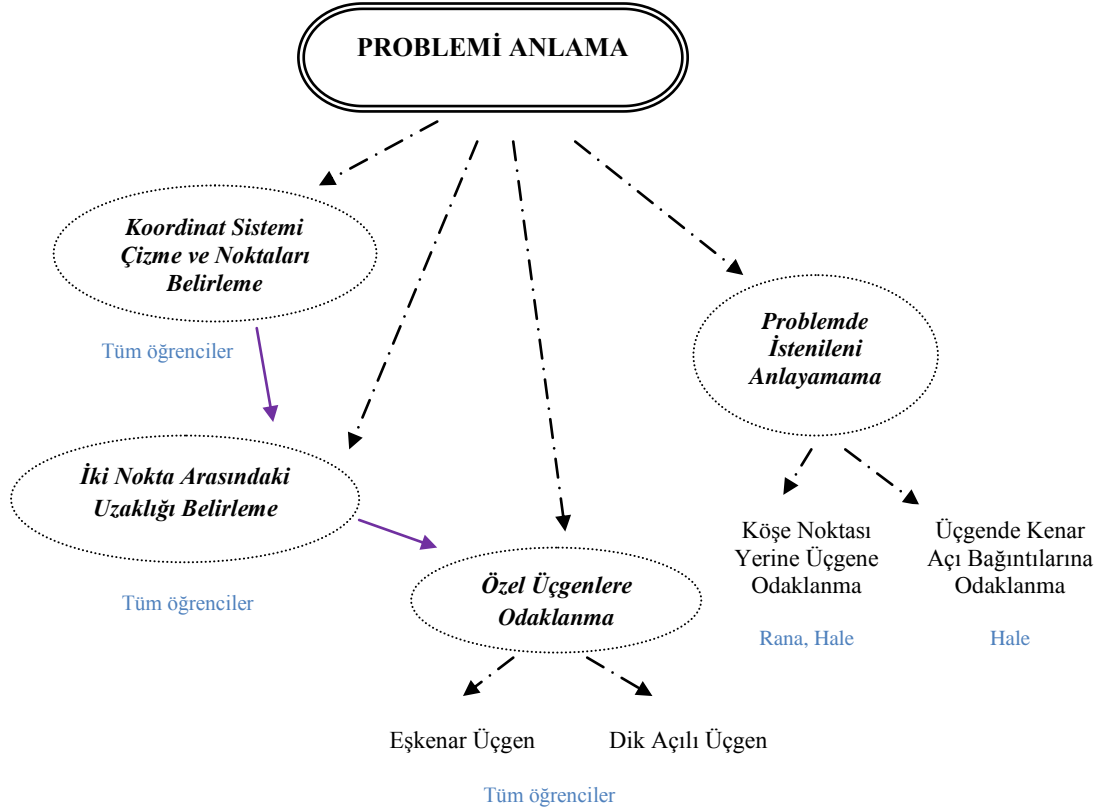 PROBLEMİ ANLAMA
Koordinat Sistemi
Çizme ve Noktaları
Belirleme
Tüm öğrenciler
Problemde
İstenileni
Anlayamama
İki Nokta Arasındaki
Uzaklığı Belirleme
Tüm öğrenciler
Özel Üçgenlere
Odaklanma
Köşe Noktası
Yerine Üçgene
Odaklanma
Rana, Hale
Üçgende Kenar
Açı Bağıntılarına
Odaklanma
Hale
Eşkenar Üçgen
Dik Açılı Üçgen
Tüm öğrenciler